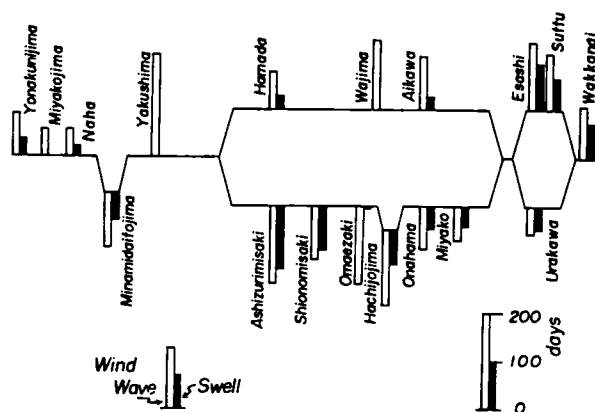 Yonakunijima
Miyakojima
Naha
Minamidaitojima
Yakushima
Hamada
Wajima
Aikawa
Esashi
Suttu
Wakkanai
Ashizurimisaki
Shionomisaki
Omaezaki
Hachijojima
Onahama
Miyako
Urakawa
Wind
Wave
Swell
200
100
0
days